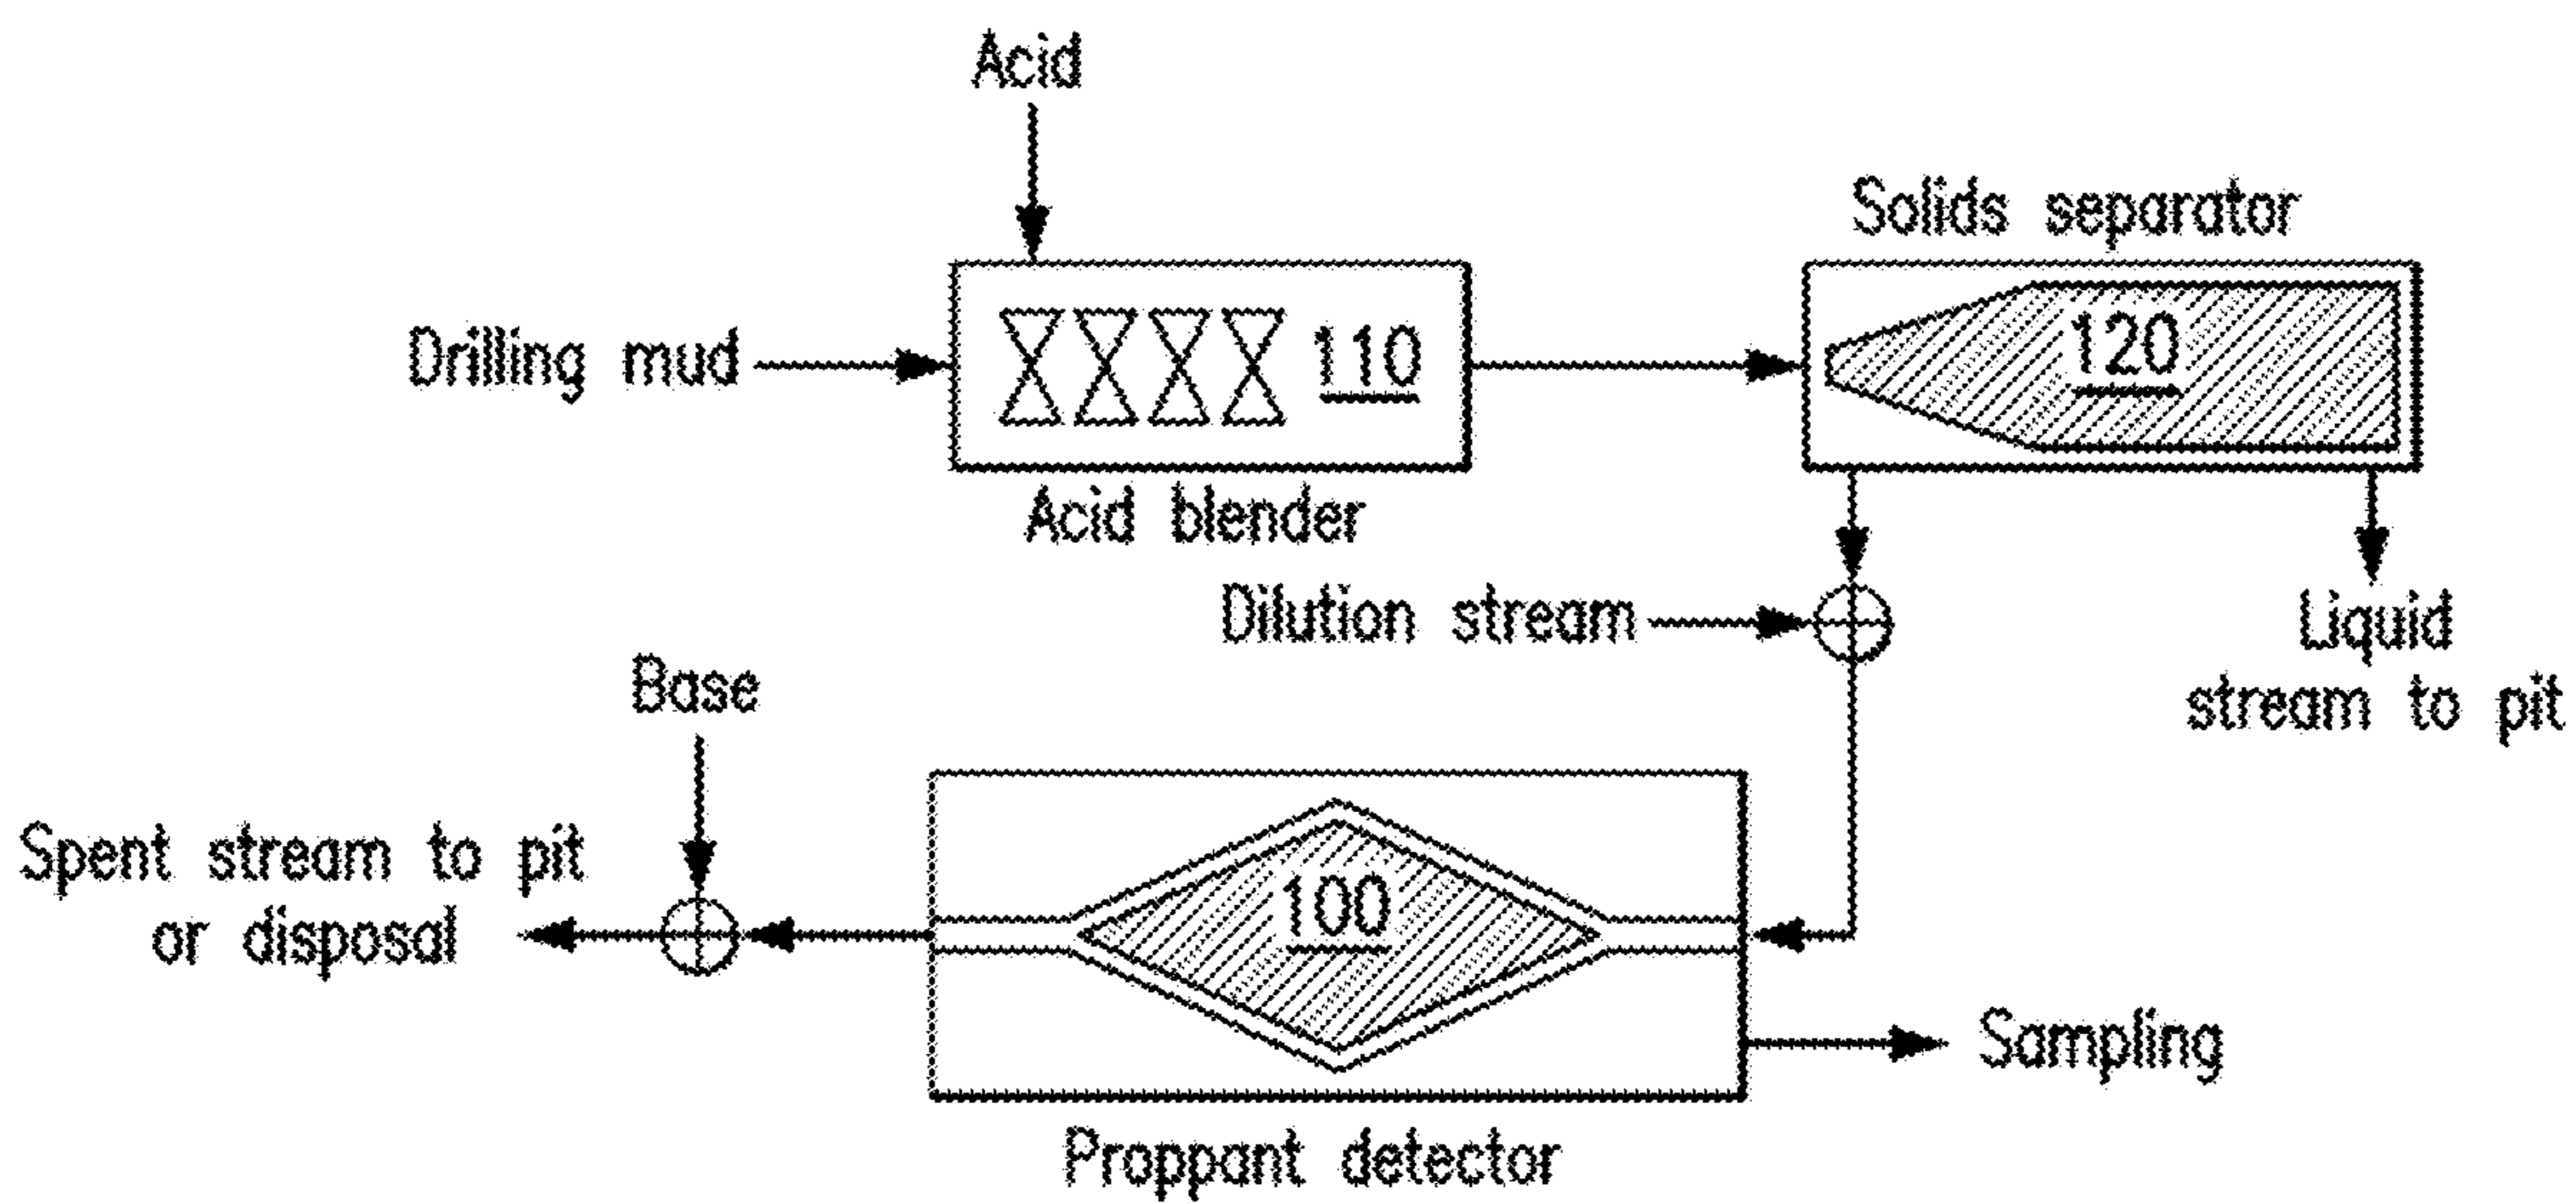 Acid
Solids separator
Drilling mud
110
120
Acid blender
Dilution stream
Liquid
stream to pit
Base
Spent stream to pit
or disposal
100
Sampling
Proppant detector